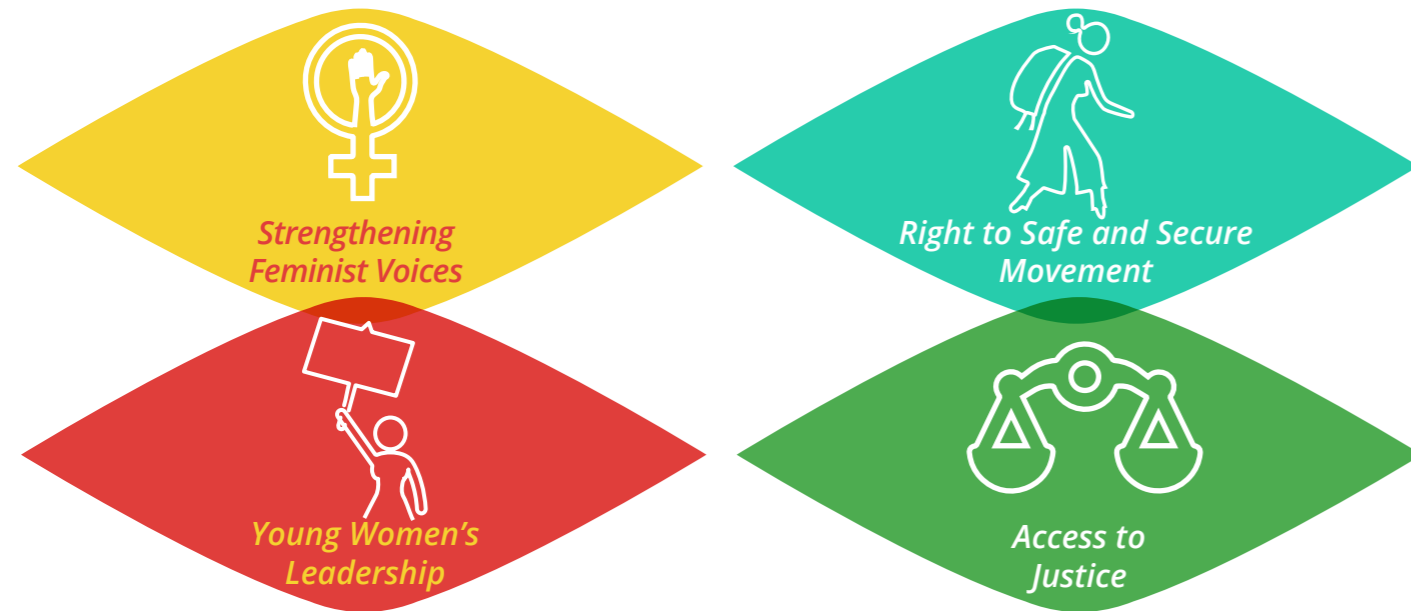 Strengthening
Feminist Voices
Right to Safe and Secure
Movement
Young Women’s
Leadership
Access to
Justice